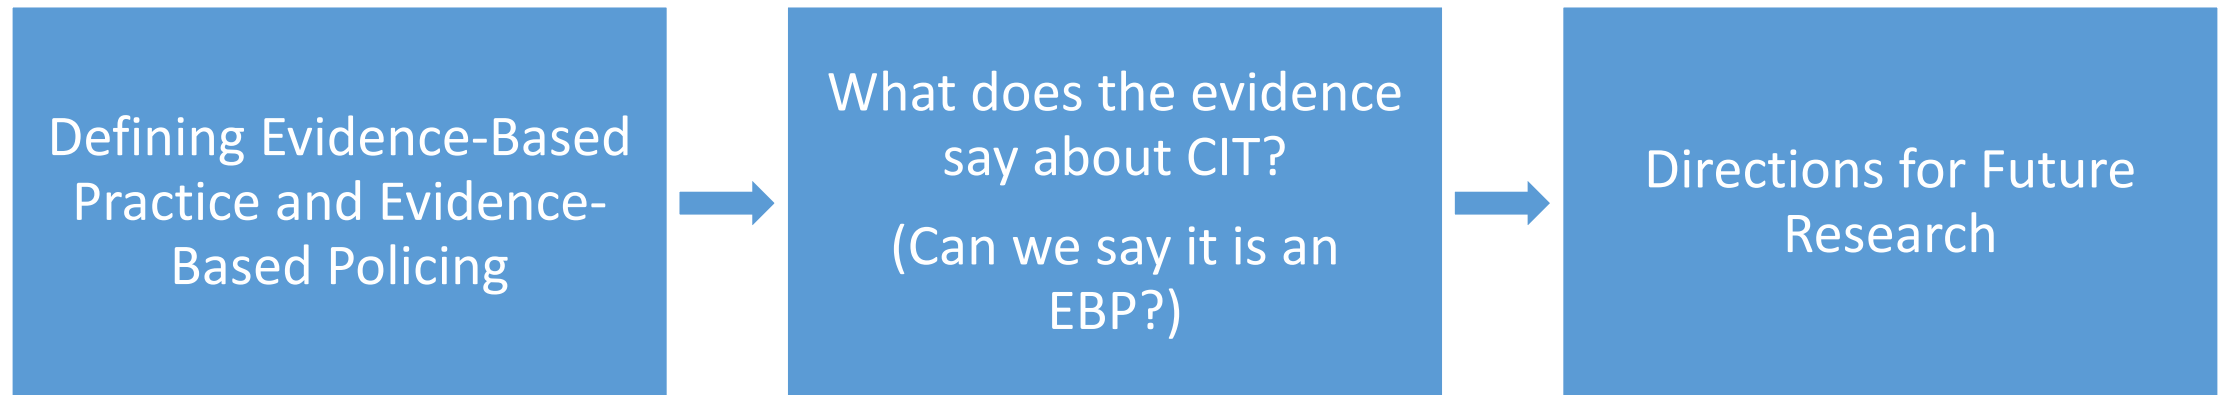 Defining Evidence-Based
Practice and Evidence-
Based Policing
What does the evidence
say about CIT?
(Can we say it is an
EBP?)
Directions for Future
Research